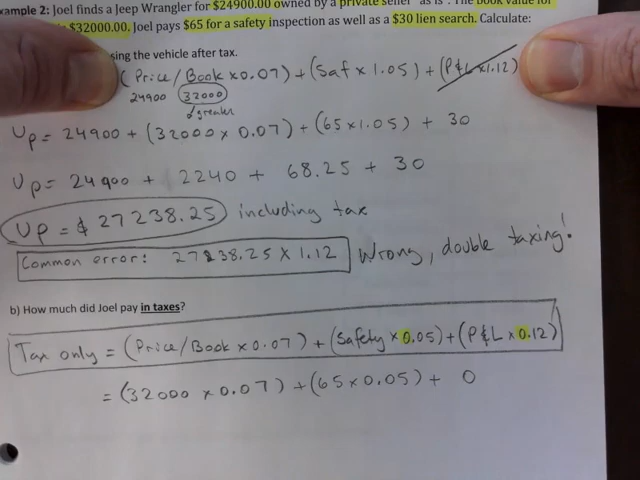 ample 2: Joel finds a Jeep Wrangler for $24900.00 owned by a private seller "as is". The book value for
$32000.00. Joel pays $65 for a safety inspection as well as a $30 lien search. Calculate:
sing the vehicle after tax.
(Price/Book x 0.07) + (Saf x 1.05) + (P&L x 1.12)
24900 32000
greater
Up = 24900 + (32000 x 0.07) + (65 x 1.05) + 30
Up = 24900 + 2240 + 68.25 + 30
Up = $27238.25 including tax
Common error: 27238.25 x 1.12 Wrong, double taxing!
b) How much did Joel pay in taxes?
Tax only = (Price/Book x 0.07) + (Safety x 0.05) + (P&L x 0.12)
= (32000 x 0.07) + (65 x 0.05) + 0